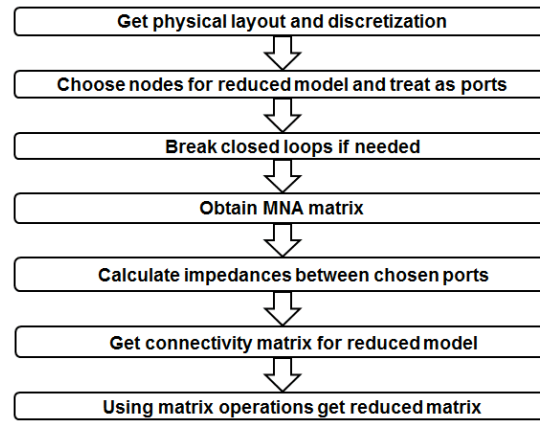 Get physical layout and discretization
Choose nodes for reduced model and treat as ports
Break closed loops if needed
Obtain MNA matrix
Calculate impedances between chosen ports
Get connectivity matrix for reduced model
Using matrix operations get reduced matrix